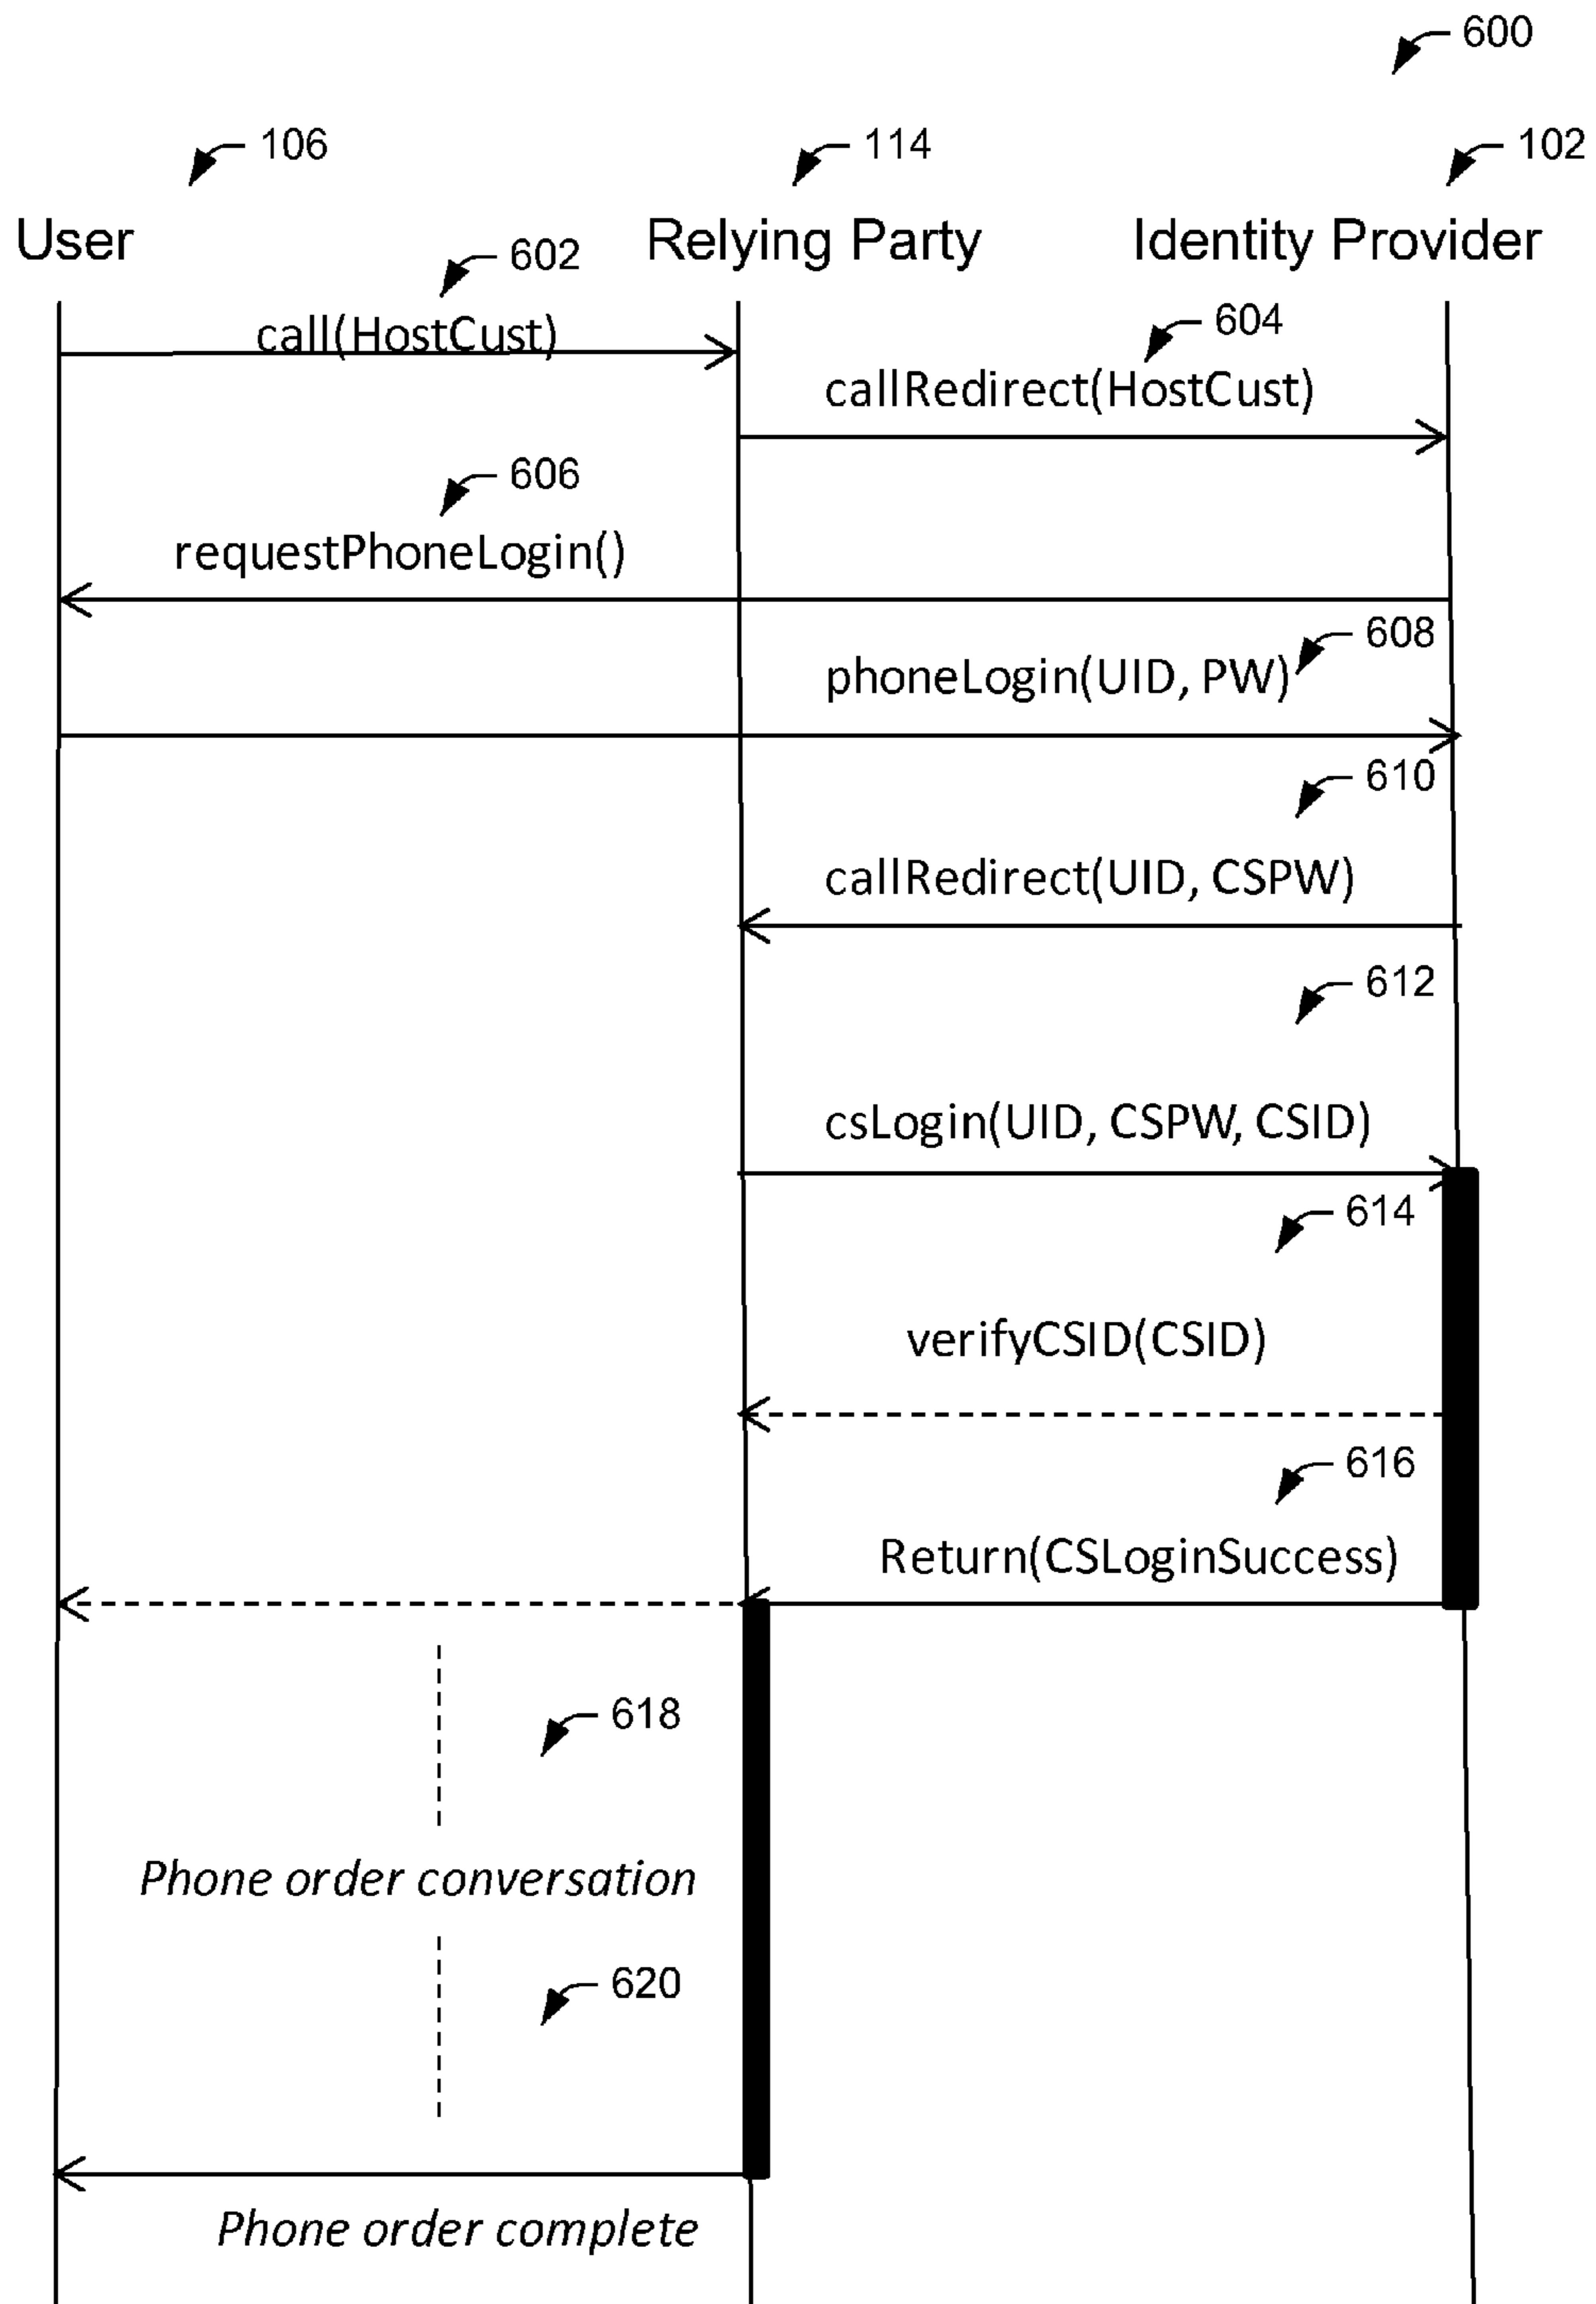 600
106
114
102
User
Relying Party
Identity Provider
602
call(HostCust)
604
callRedirect(HostCust)
606
requestPhoneLogin()
608
phoneLogin(UID, PW)
610
callRedirect(UID, CSPW)
612
csLogin(UID, CSPW, CSID)
614
verifyCSID(CSID)
616
Return(CSLoginSuccess)
618
Phone order conversation
620
Phone order complete